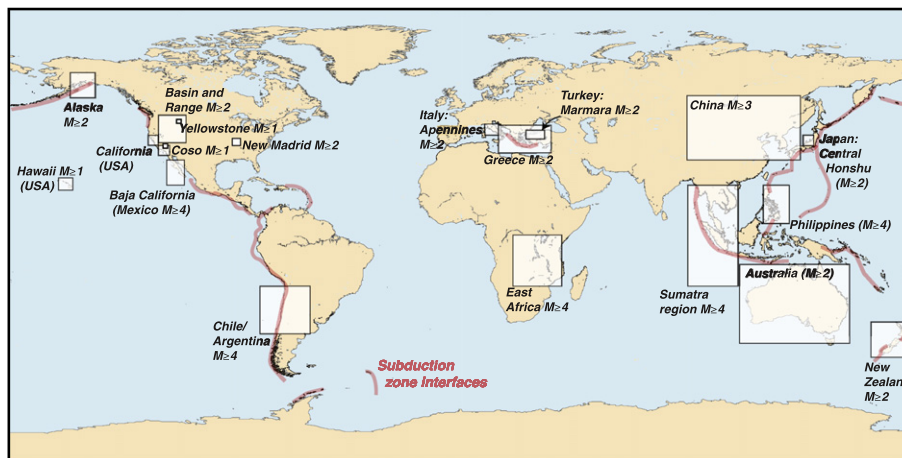 Alaska
M≥2
Basin and
Range M≥2
Yellowstone M≥1
New Madrid M≥2
Coso M≥1
California
(USA)
Hawaii M≥1
(USA)
Baja California
(Mexico M≥4)
Chile/
Argentina
M≥4
Subduction
zone interfaces
Italy:
Apennines
M≥2
Turkey:
Marmara M≥2
Greece M≥2
East
Africa M≥4
China M≥3
Japan:
Central
Honshu
(M≥2)
Philippines (M≥4)
Sumatra
region M≥4
Australia (M≥2)
New
Zealan
M≥2